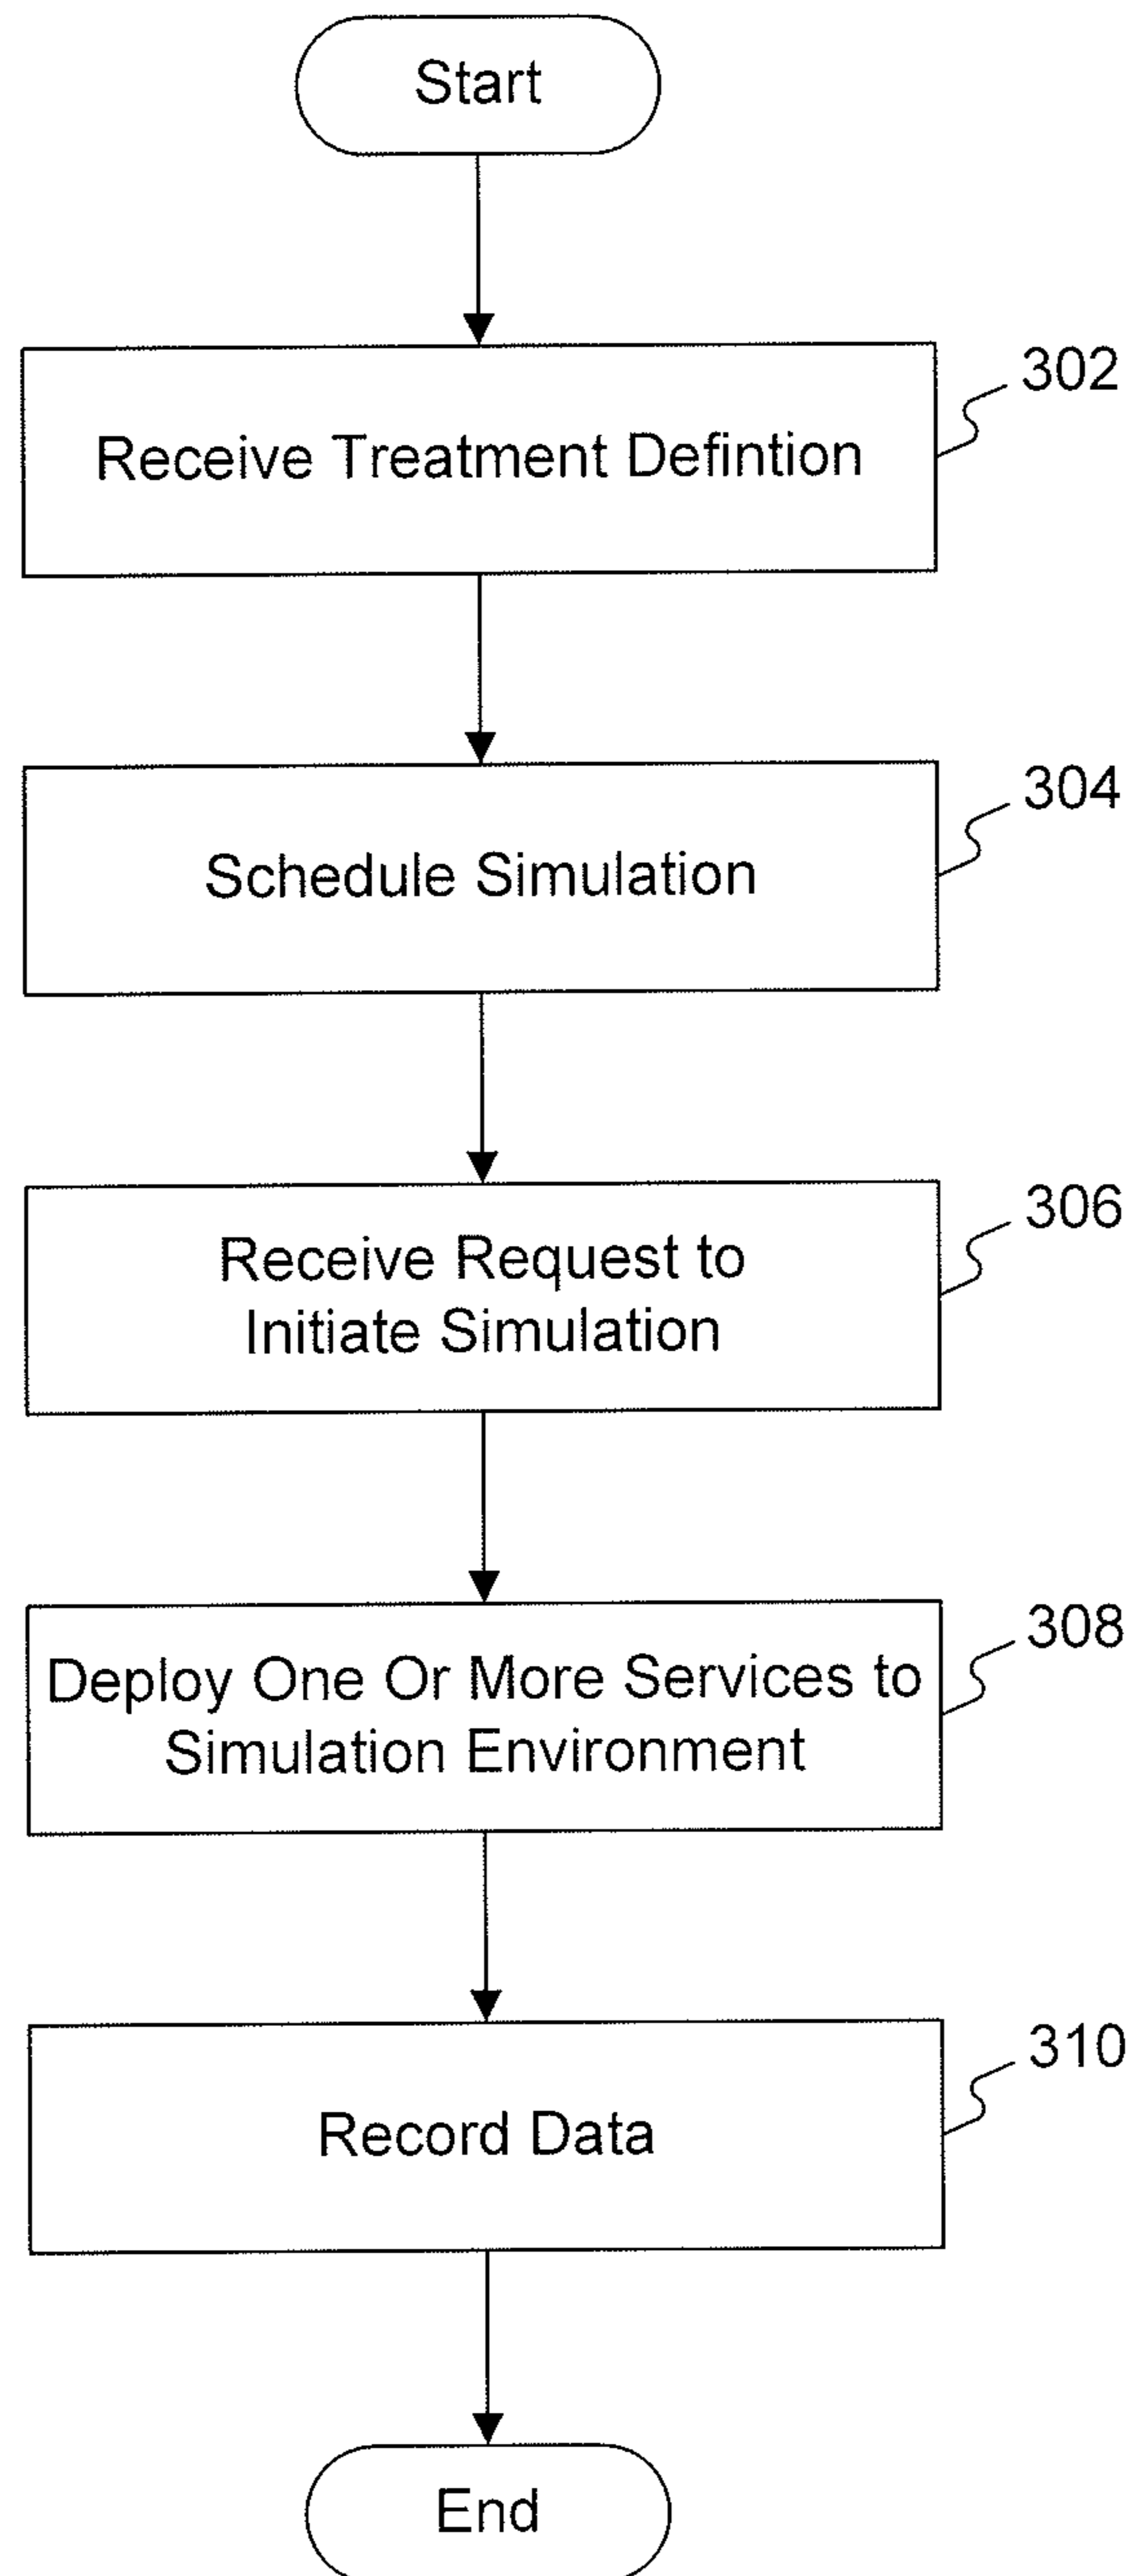 Start
302
Receive Treatment Defintion
304
Schedule Simulation
306
Receive Request to
Initiate Simulation
308
Deploy One Or More Services to
Simulation Environment
310
Record Data
End